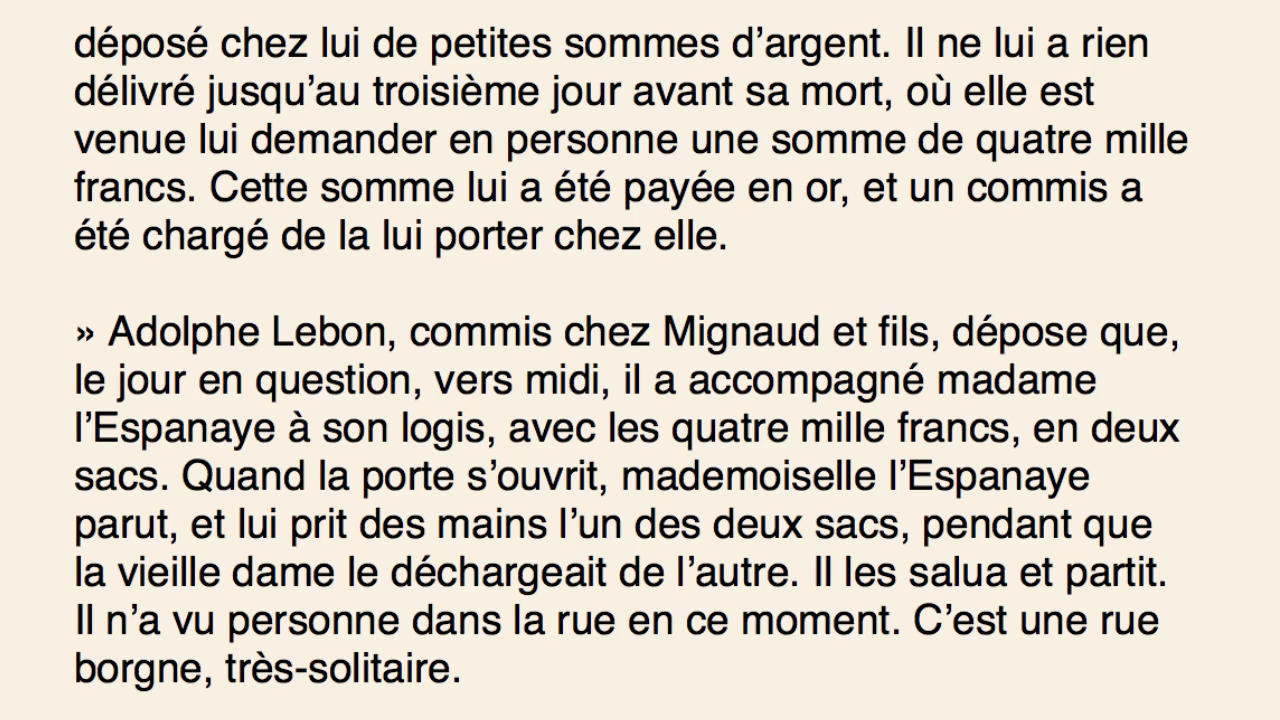 déposé chez lui de petites sommes d’argent. Il ne lui a rien
délivré jusqu’au troisième jour avant sa mort, où elle est
venue lui demander en personne une somme de quatre mille
francs. Cette somme lui a été payée en or, et un commis a
été chargé de la lui porter chez elle.
» Adolphe Lebon, commis chez Mignaud et fils, dépose que,
le jour en question, vers midi, il a accompagné madame
l’Espanaye à son logis, avec les quatre mille francs, en deux
sacs. Quand la porte s’ouvrit, mademoiselle l’Espanaye
parut, et lui prit des mains l’un des deux sacs, pendant que
la vieille dame le déchargeait de l’autre. Il les salua et partit.
Il n’a vu personne dans la rue en ce moment. C’est une rue
borgne, très-solitaire.